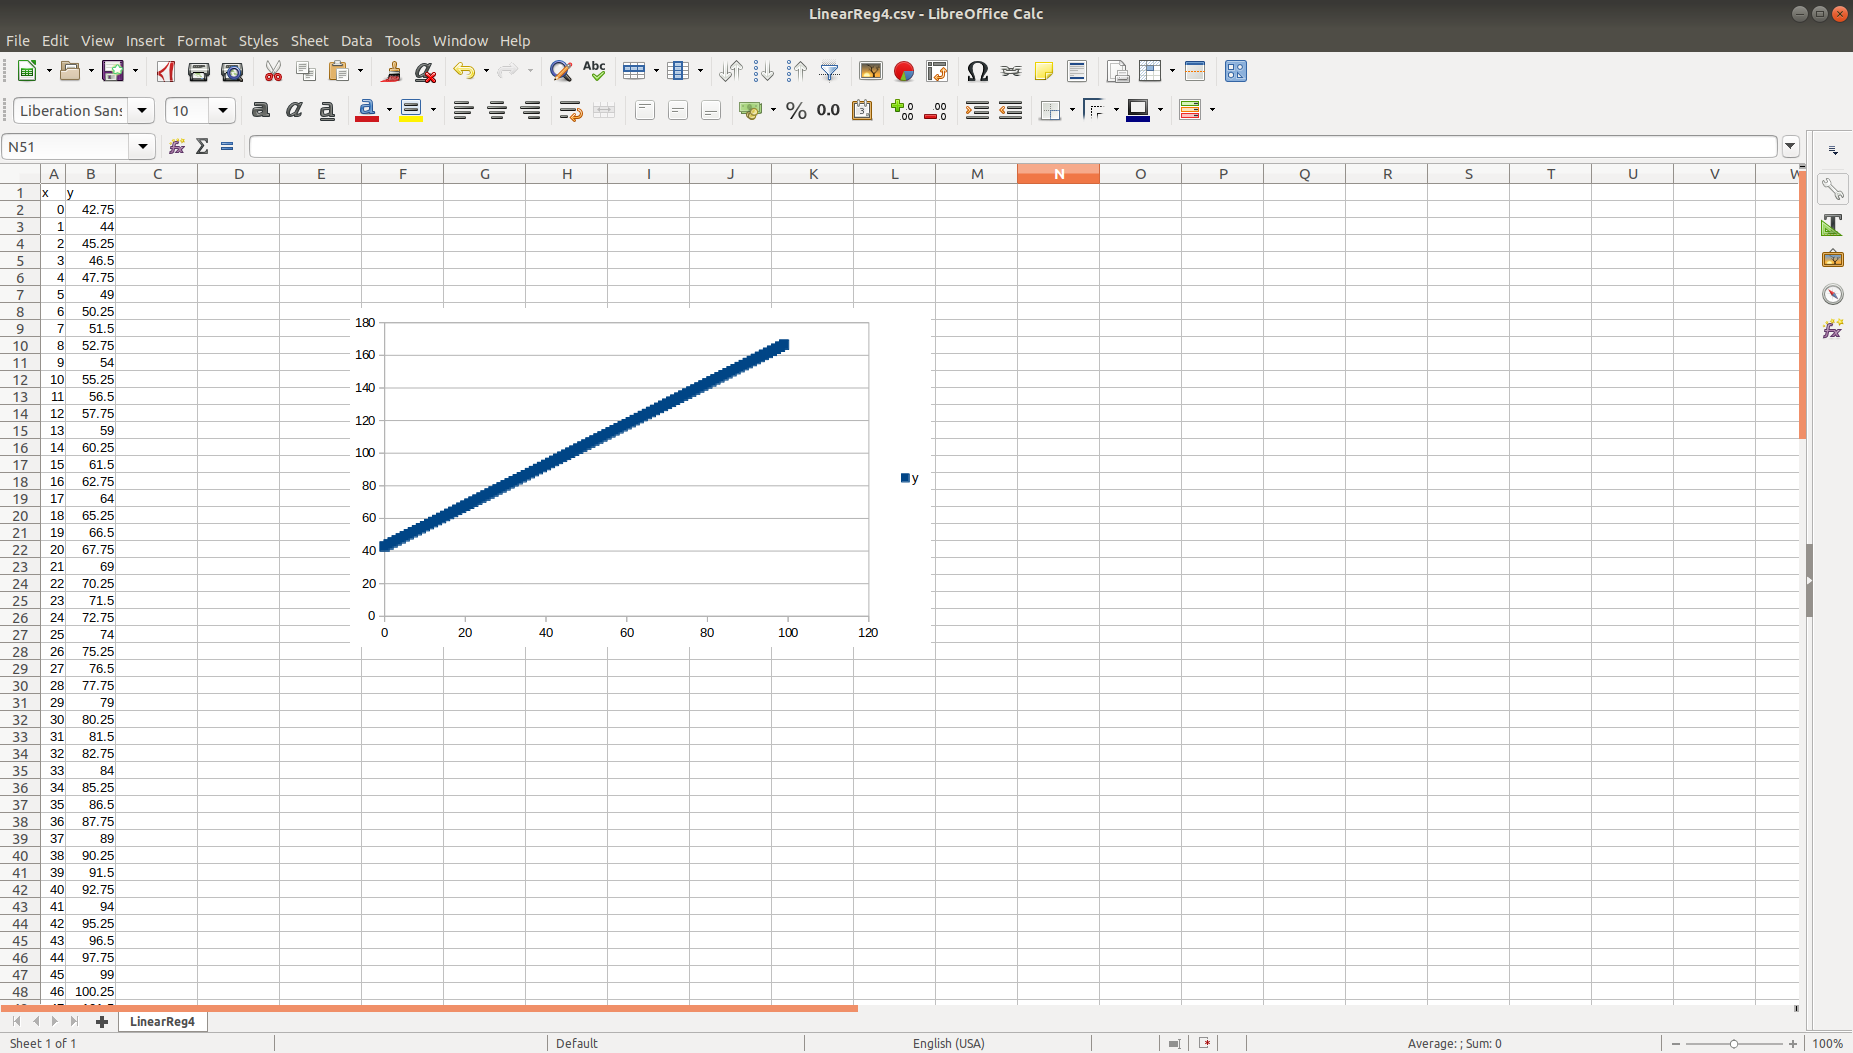 LinearReg4.csv - LibreOffice Calc
File Edit View Insert Format Styles Sheet Data Tools Window Help
Abc
Liberation Sans 10 a a a a % 0.0
N51
A B C D E F G H I J K L M N O P Q R S T U V W
1 x y
2 0 42.75
3 1 44
4 2 45.25
5 3 46.5
6 4 47.75
7 5 49
8 6 50.25
9 7 51.5
10 8 52.75
11 9 54
12 10 55.25
13 11 56.5
14 12 57.75
15 13 59
16 14 60.25
17 15 61.5
18 16 62.75
19 17 64
20 18 65.25
21 19 66.5
22 20 67.75
23 21 69
24 22 70.25
25 23 71.5
26 24 72.75
27 25 74
28 26 75.25
29 27 76.5
30 28 77.75
31 29 79
32 30 80.25
33 31 81.5
34 32 82.75
35 33 84
36 34 85.25
37 35 86.5
38 36 87.75
39 37 89
40 38 90.25
41 39 91.5
42 40 92.75
43 41 94
44 42 95.25
45 43 96.5
46 44 97.75
47 45 99
48 46 100.25
180
160
140
120
100
80
60
40
20
0
0 20 40 60 80 100 120
y
LinearReg4
Sheet 1 of 1 Default English (USA) Average: ; Sum: 0 100%